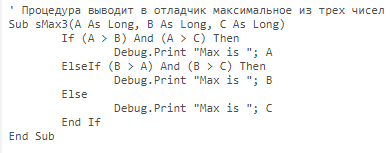 ' Процедура выводит в отладчик максимальное из трех чисел
Sub sMax3(A As Long, B As Long, C As Long)
        If (A > B) And (A > C) Then
                Debug.Print "Max is "; A
        ElseIf (B > A) And (B > C) Then
                Debug.Print "Max is "; B
        Else
                Debug.Print "Max is "; C
        End If
End Sub